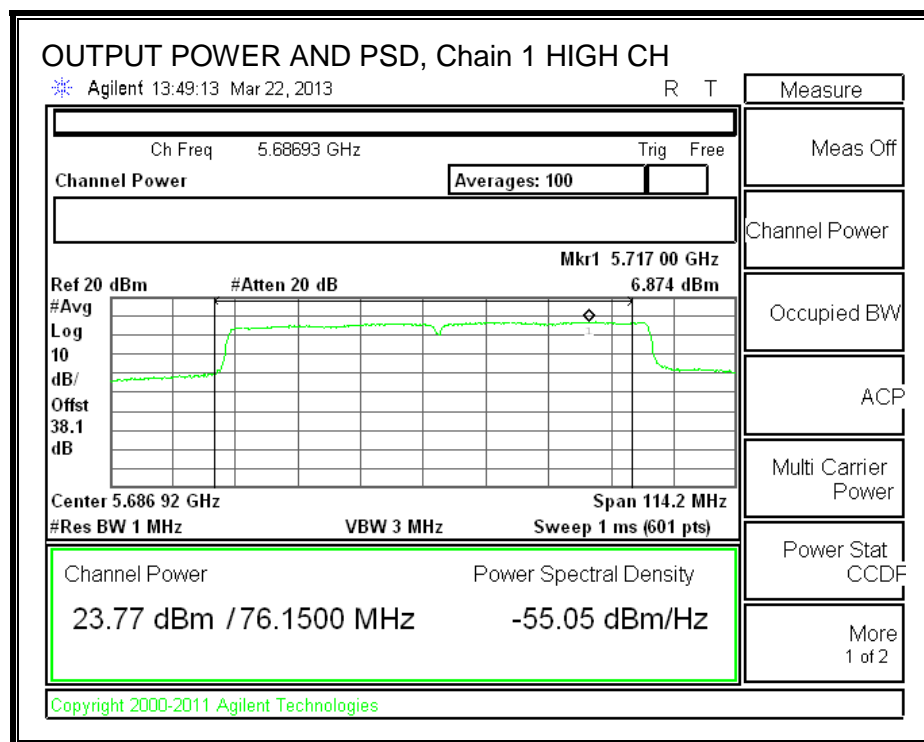 OUTPUT POWER AND PSD, Chain 1 HIGH CH
Agilent 13:49:13 Mar 22, 2013 R T
Ch Freq 5.68693 GHz Trig Free
Channel Power Averages: 100
Mkr1 5.717 00 GHz
Ref 20 dBm #Atten 20 dB 6.874 dBm
#Avg
Log
10
dB/
Offst
38.1
dB
1
Center 5.686 92 GHz Span 114.2 MHz
#Res BW 1 MHz VBW 3 MHz Sweep 1 ms (601 pts)
Channel Power Power Spectral Density
23.77 dBm / 76.1500 MHz -55.05 dBm/Hz
Copyright 2000-2011 Agilent Technologies
Measure
Meas Off
Channel Power
Occupied BW
ACP
Multi Carrier
Power
Power Stat
CCDF
More
1 of 2